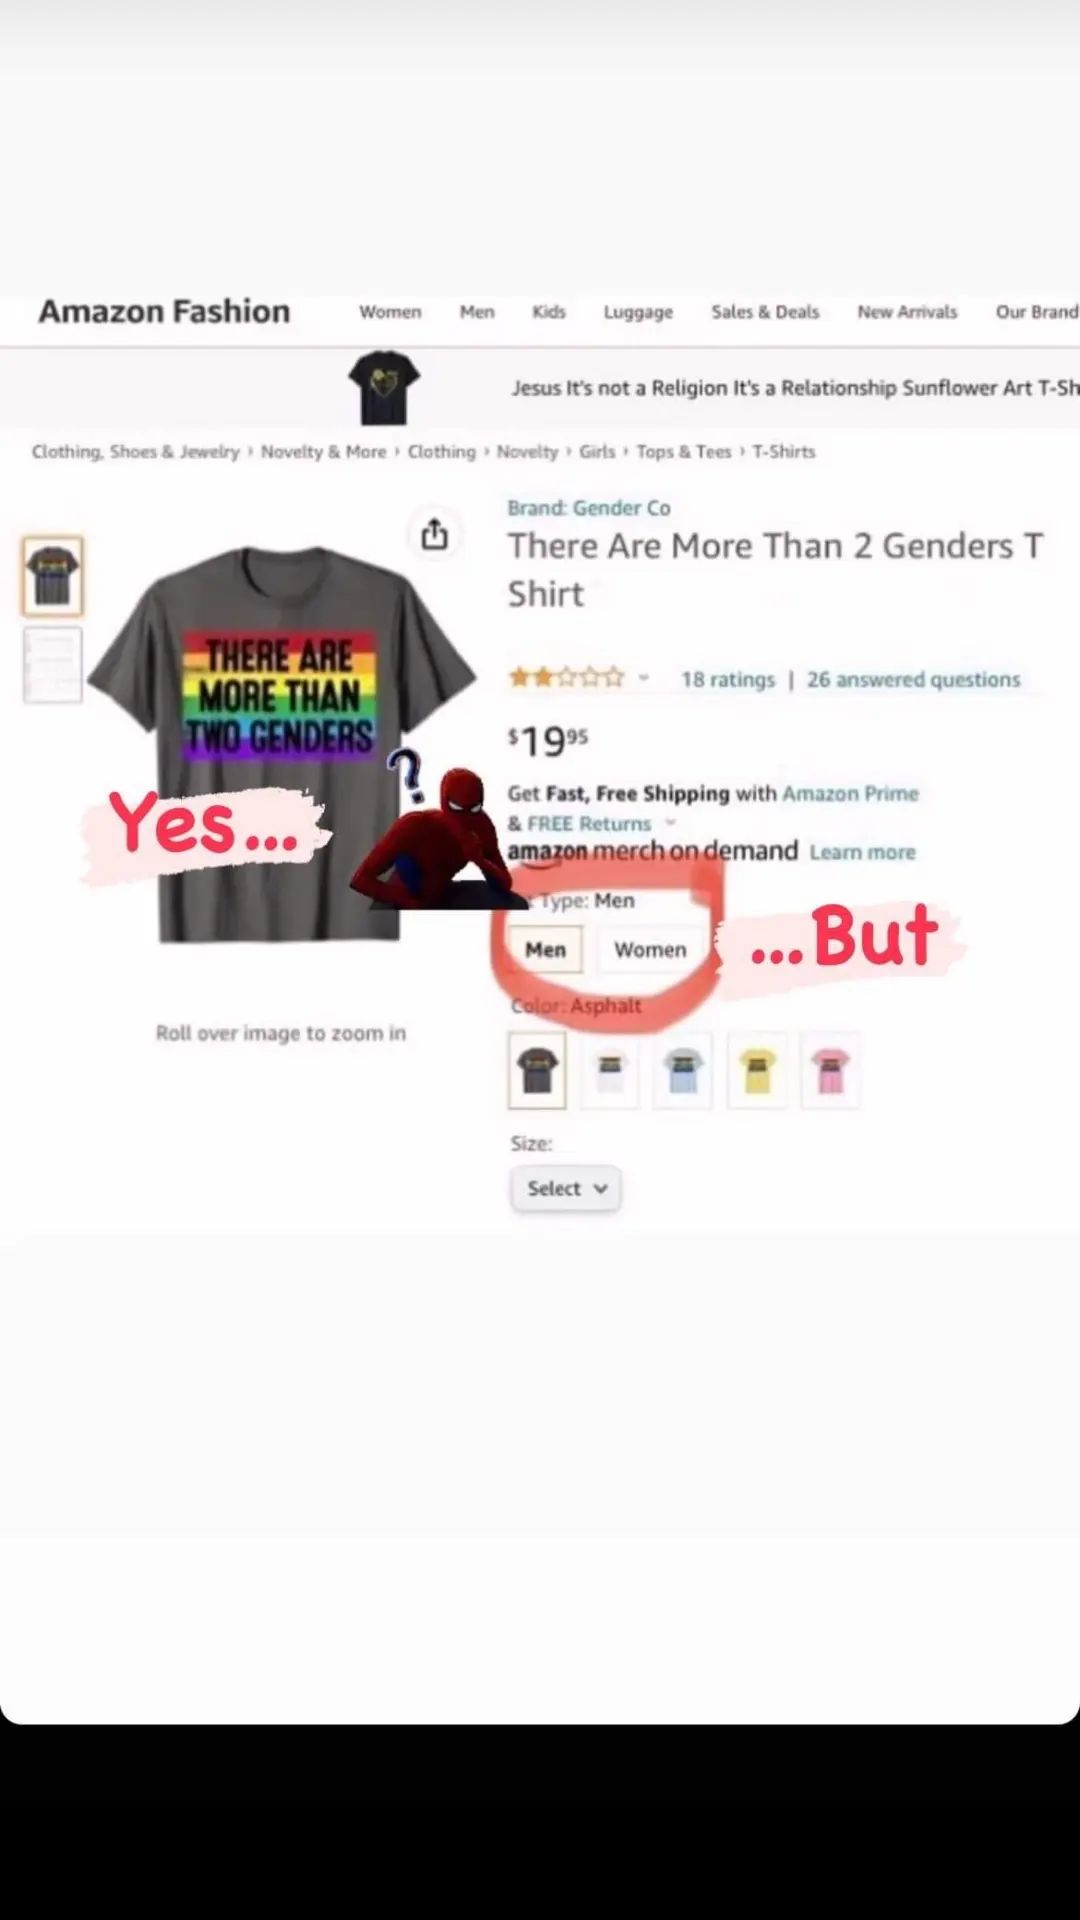 Amazon Fashion Women Men Kids Luggage Sales & Deals New Arrivals Our Brand
Jesus It's not a Religion It's a Relationship Sunflower Art T-Sh
Clothing, Shoes & Jewelry › Novelty & More › Clothing › Novelty › Girls › Tops & Tees › T-Shirts
Brand: Gender Co
There Are More Than 2 Genders T
Shirt
THERE ARE
MORE THAN
TWO GENDERS
18 ratings | 26 answered questions
$19.95
Get Fast, Free Shipping with Amazon Prime
& FREE Returns
amazon merch on demand Learn more
?
Yes...
t Type: Men
Men Women
...But
Color: Asphalt
Roll over image to zoom in
Size:
Select